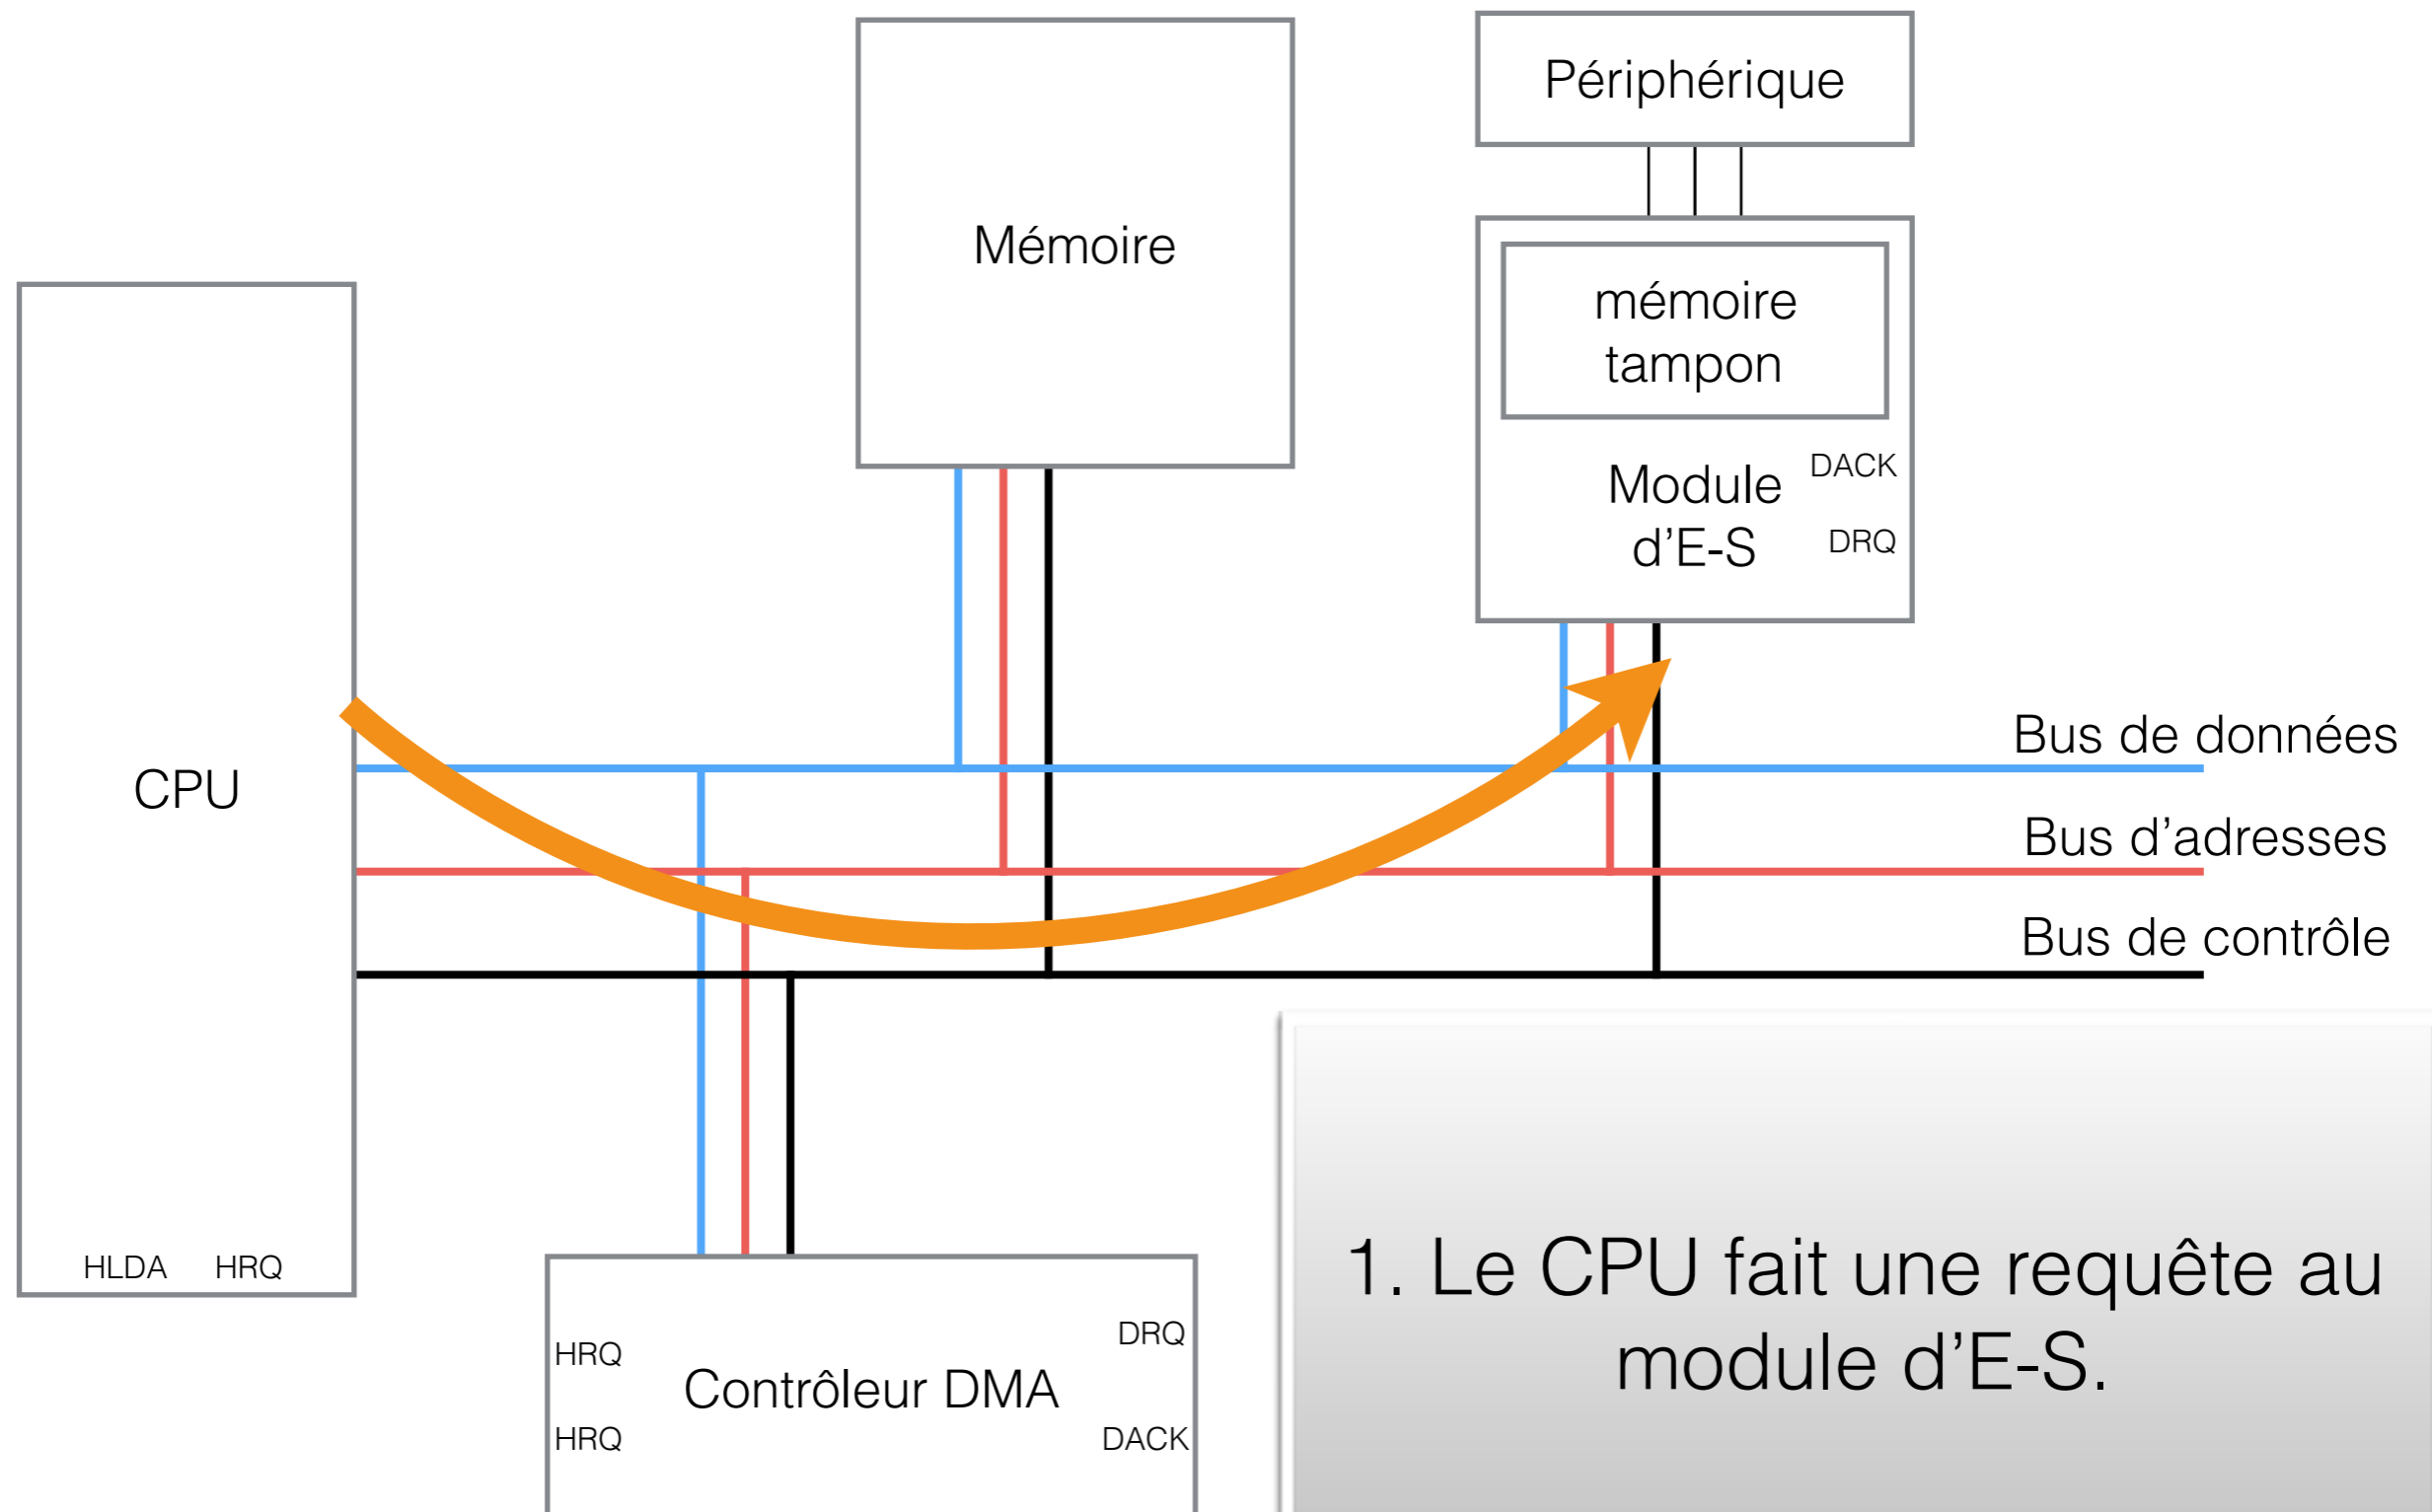 Périphérique
Mémoire
mémoire
tampon
DACK
Module
d’E-S
DRQ
CPU
Bus de données
Bus d’adresses
Bus de contrôle
HLDA HRQ
HRQ
DRQ
Contrôleur DMA
HRQ
DACK
1. Le CPU fait une requête au
module d’E-S.